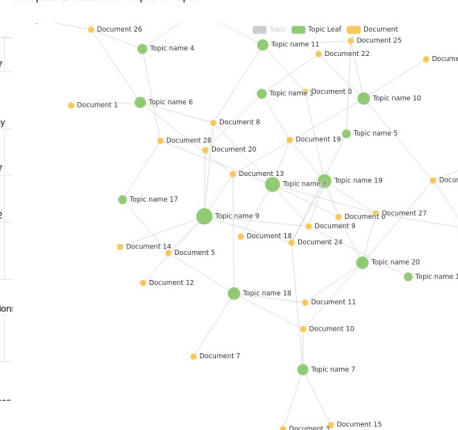 Topic
Topic Leaf
Document
Document 26
Topic name 4
Topic name 11
Document 25
Document 22
Topic name
Document 0
Topic name 10
Document 1
Topic name 6
Document 8
Topic name 5
Document 28
Document 19
Document 20
Document 13
Topic name
Topic name 19
Topic name 17
Topic name 9
Document 27
Document
Document 9
Document 18
Document 24
Document 14
Document 5
Topic name 20
Document 12
Topic name 18
Document 11
Document 10
Document 7
Topic name 7
Document 15
Document